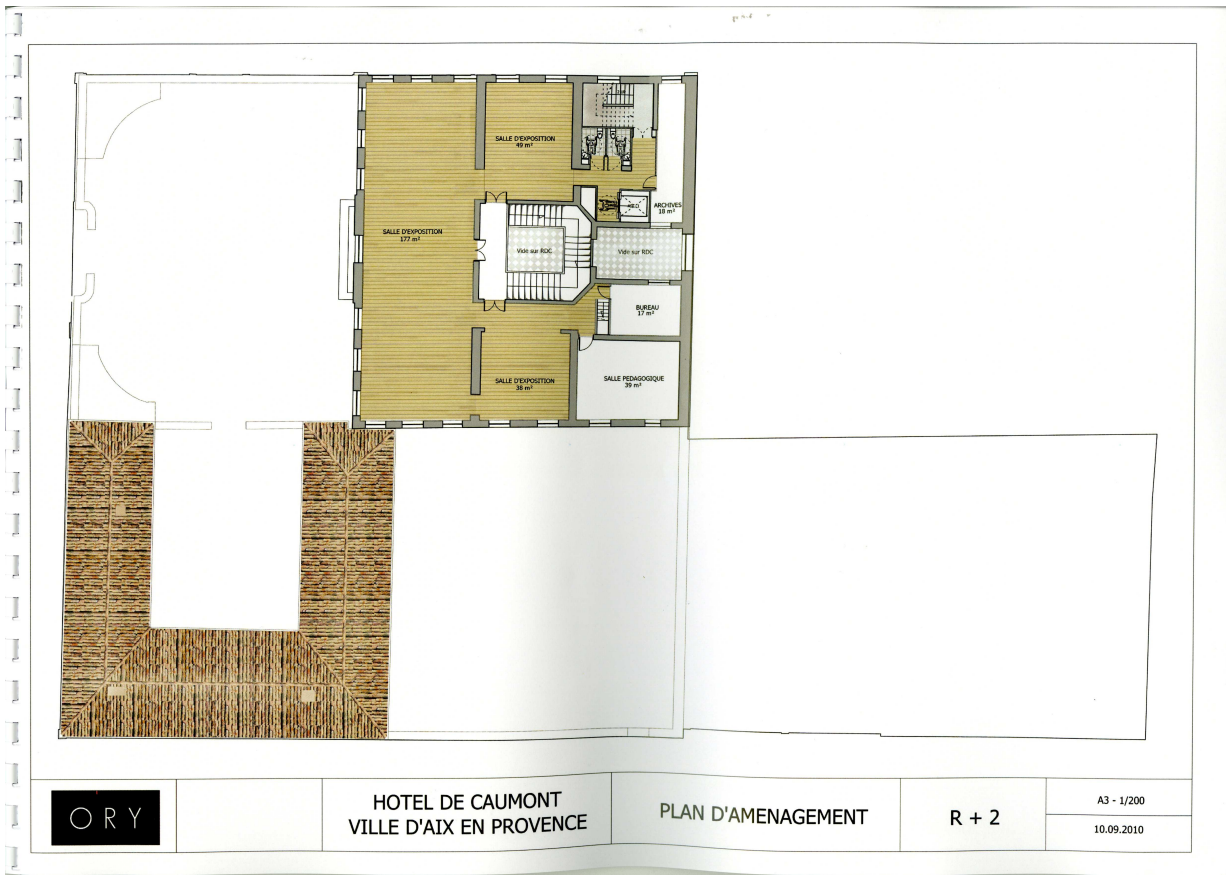 SALLE D'EXPOSITION
49 m²
ARCHIVES
18 m²
SALLE D'EXPOSITION
177 m²
Vide sur RDC
Vide sur RDC
BUREAU
17 m²
SALLE D'EXPOSITION
38 m²
SALLE PEDAGOGIQUE
39 m²
ORY
HOTEL DE CAUMONT
VILLE D'AIX EN PROVENCE
PLAN D'AMENAGEMENT
R + 2
A3 - 1/200
10.09.2010